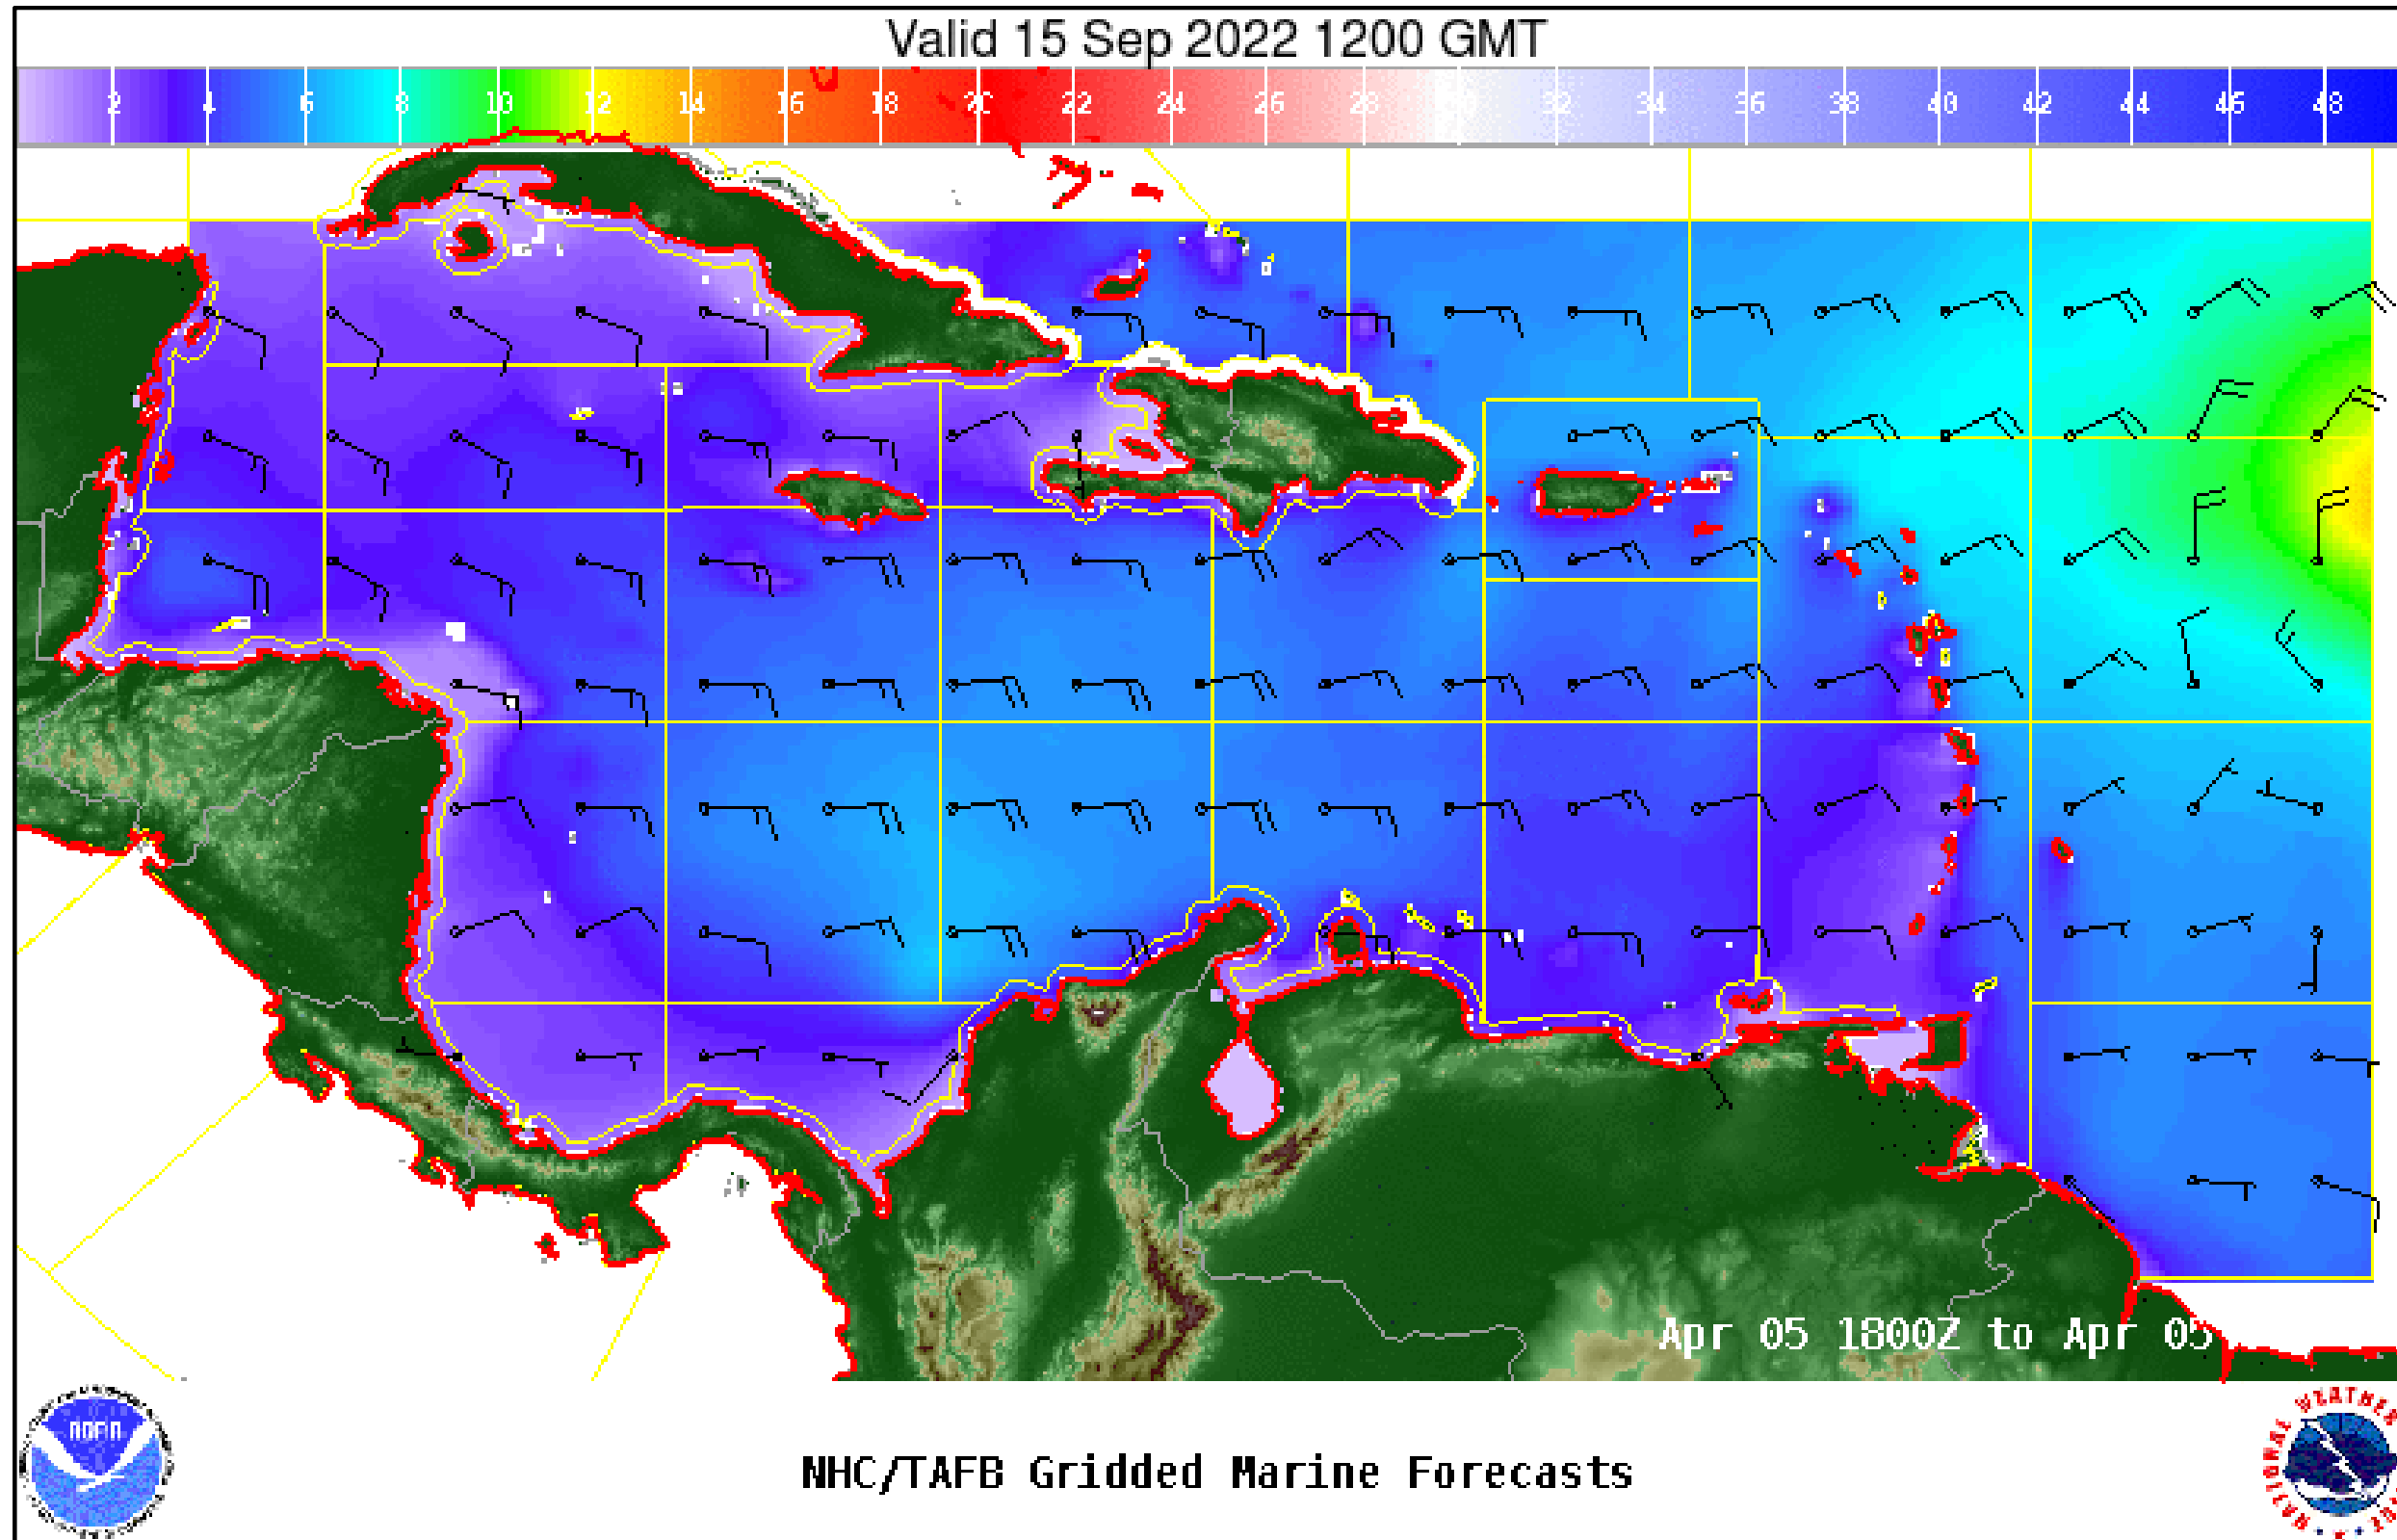 Valid 15 Sep 2022 1200 GMT
2 4 6 8 10 12 14 16 18 20 22 24 26 28 30 32 34 36 38 40 42 44 46 48
Apr 05 1800Z to Apr 05
NOAA
NATIONAL WEATHER
NHC/TAFB Gridded Marine Forecasts